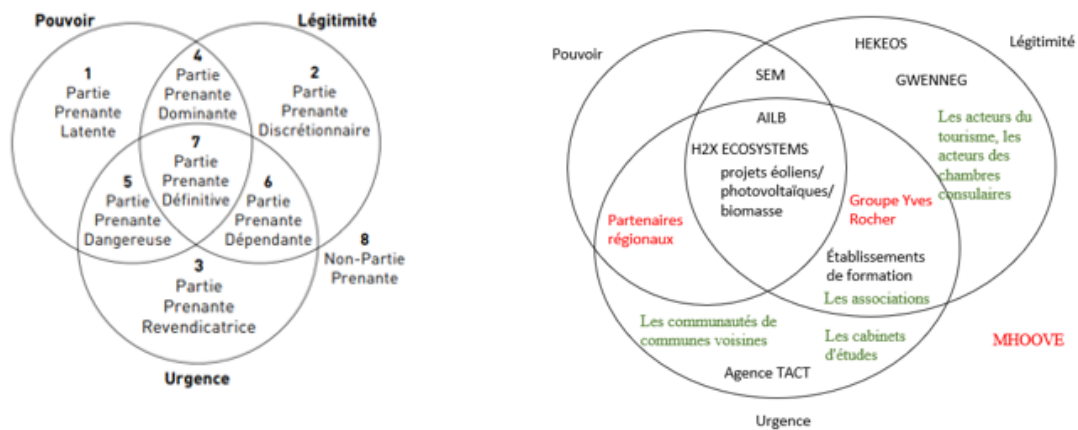 Pouvoir
Légitimité
1
Partie
Prenante
Latente
4
Partie
Prenante
Dominante
2
Partie
Prenante
Discrétionnaire
7
Partie
Prenante
Définitive
5
Partie
Prenante
Dangereuse
6
Partie
Prenante
Dépendante
8
Non-Partie
Prenante
3
Partie
Prenante
Revendicatrice
Urgence
Pouvoir
HEKEOS
Légitimité
SEM
GWENNEG
AILB
Les acteurs du
tourisme, les
acteurs des
chambres
consulaires
H2X ECOSYSTEMS
projets éoliens/
photovoltaïques/
biomasse
Partenaires
régionaux
Groupe Yves
Rocher
Établissements
de formation
Les associations
Les communautés de
communes voisines
Les cabinets
d'études
MHOOVE
Agence TACT
Urgence